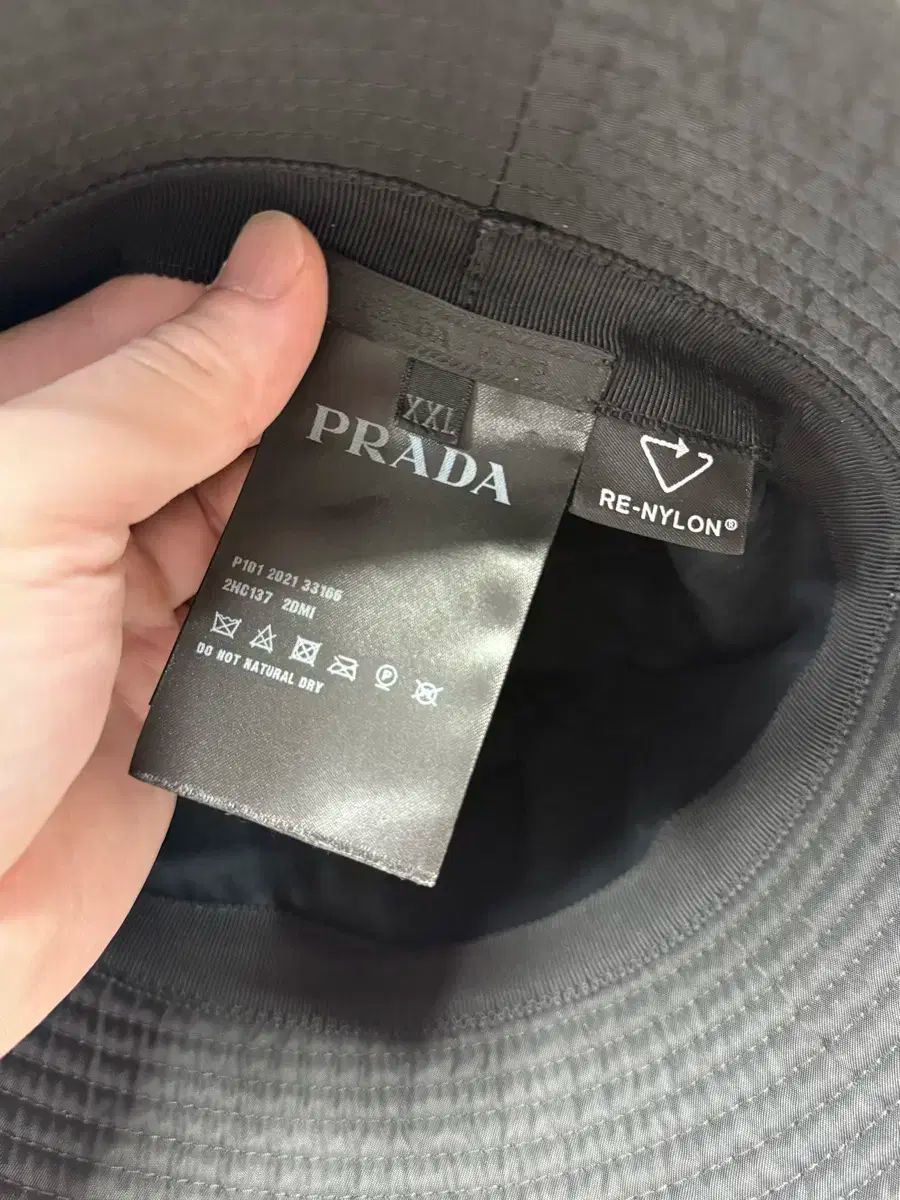 XXL
PRADA
RE-NYLON®
P101 2021 33166
2HC137 2DMI
P
DO NOT NATURAL DRY